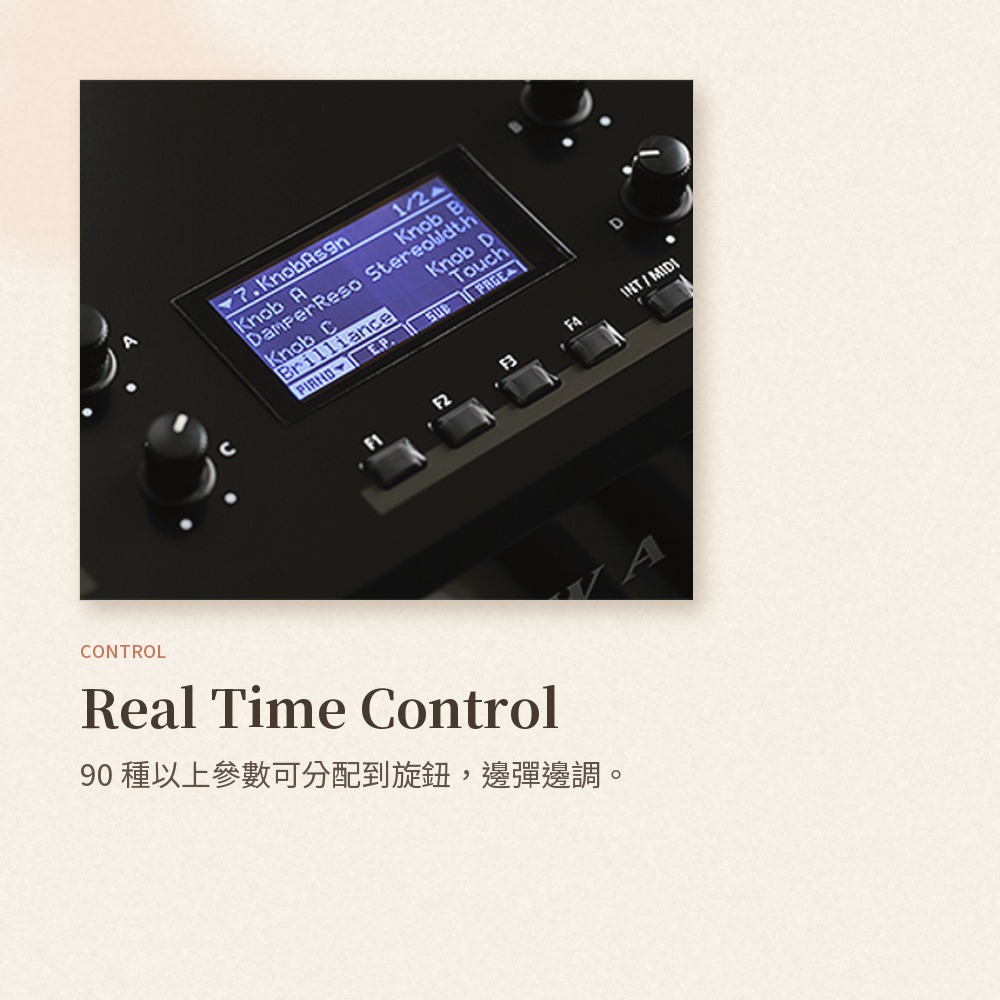 B
D
A
C
7.KnobAsgn 1/2
Knob A Knob B
DamperReso StereoWdth
Knob C Knob D
Brilliance Touch
PIANO E.P. SUB PAGE
INT / MIDI
F1 F2 F3 F4
W A
CONTROL
Real Time Control
90 種以上參數可分配到旋鈕，邊彈邊調。